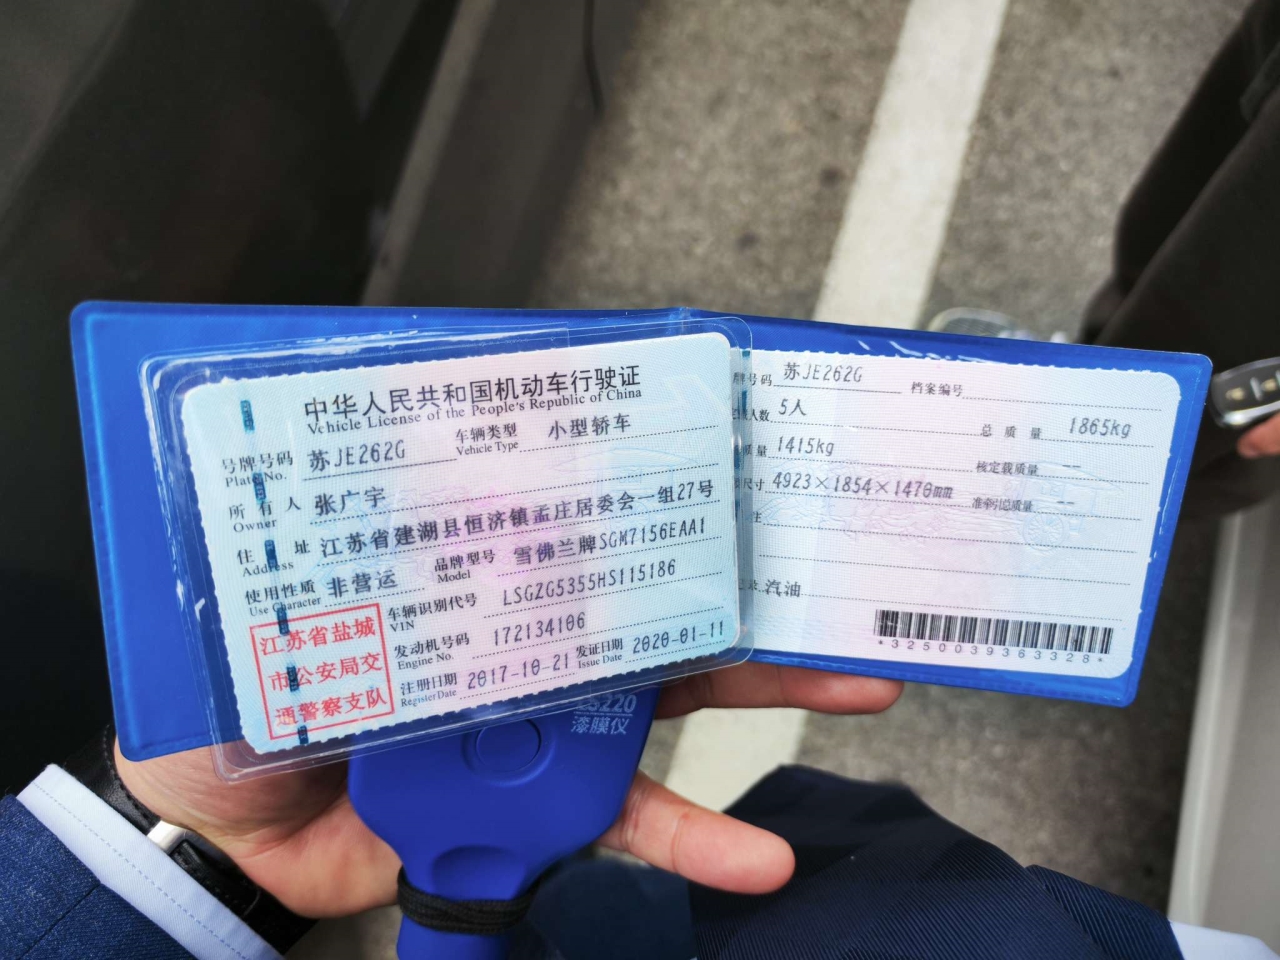 中华人民共和国机动车行驶证
Vehicle License of the People's Republic of China
号牌号码 苏JE262G 车辆类型 小型轿车
Plate No. Vehicle Type
所有人 张广宇
Owner
住址 江苏省建湖县恒济镇孟庄居委会一组27号
Address
使用性质 非营运 品牌型号 雪佛兰牌SGM7156EAA1
Use Character Model
江苏省盐城
市公安局交
通警察支队
车辆识别代号 LSGZG5355HS115186
VIN
发动机号码 172134106
Engine No.
注册日期 2017-10-21 发证日期 2020-01-11
Register Date Issue Date
号码 苏JE262G 档案编号
人数 5人 总质量 1865kg
质量 1415kg 核定载质量 --
尺寸 4923×1854×1470mm 准牵引总质量 --
注
汽油
*3250039363328*
漆膜仪